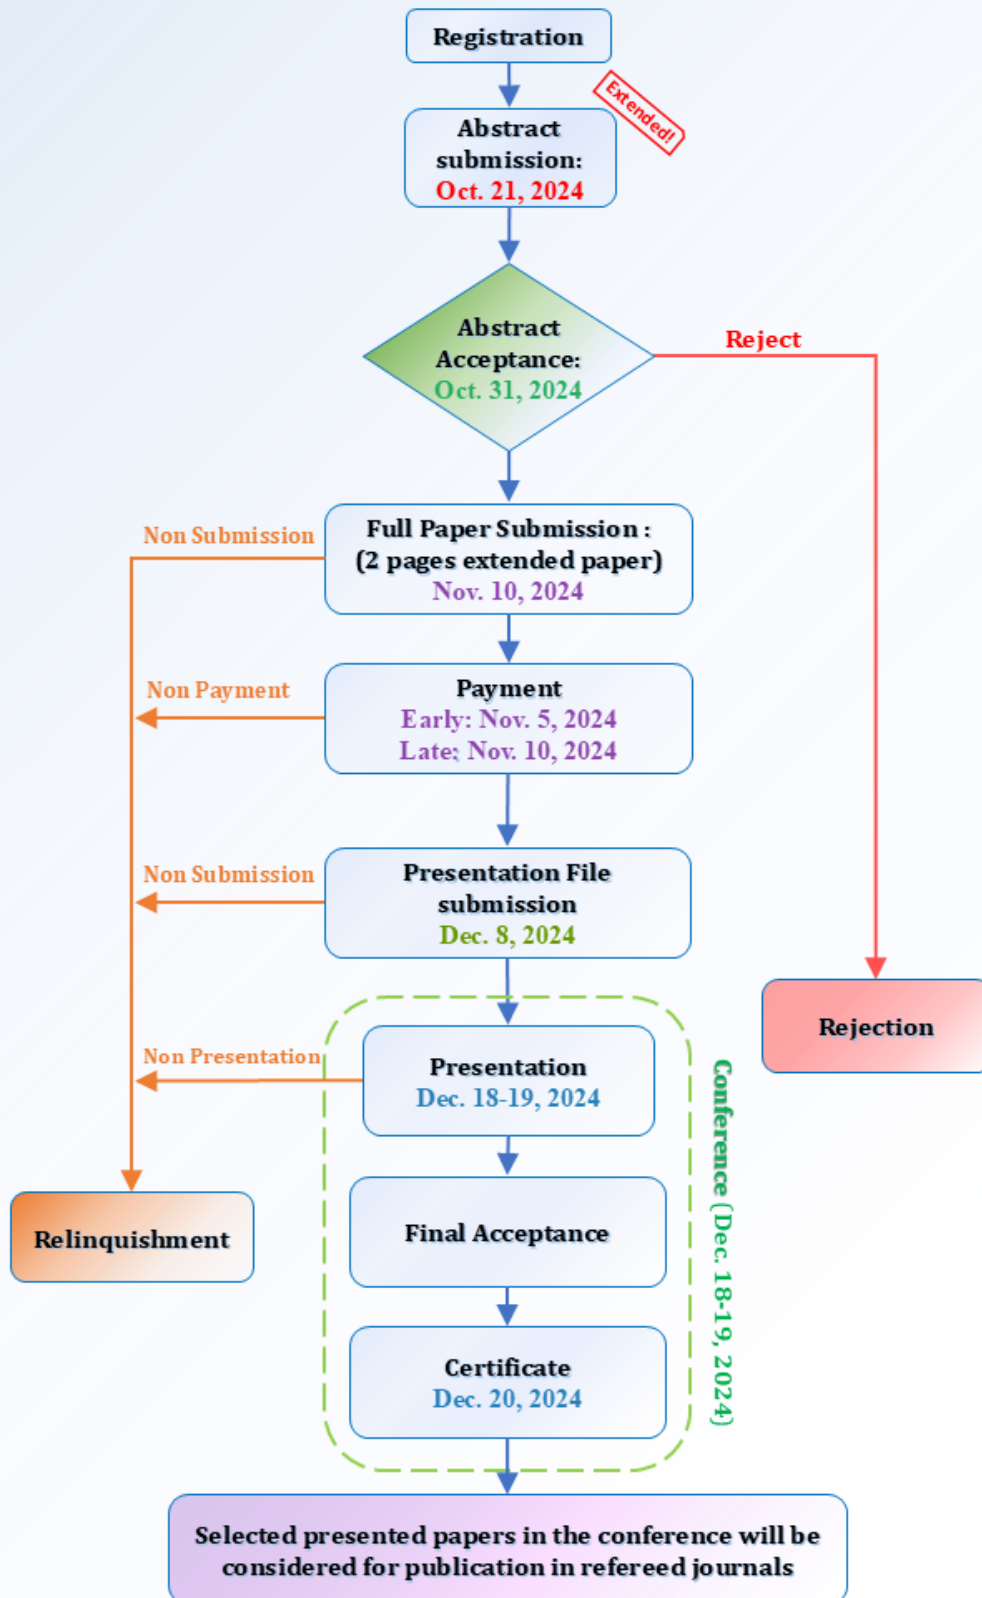 Registration
Extended!
Abstract
submission:
Oct. 21, 2024
Abstract
Acceptance:
Oct. 31, 2024
Reject
Non Submission
Full Paper Submission :
(2 pages extended paper)
Nov. 10, 2024
Non Payment
Payment
Early: Nov. 5, 2024
Late: Nov. 10, 2024
Non Submission
Presentation File
submission
Dec. 8, 2024
Rejection
Non Presentation
Presentation
Dec. 18-19, 2024
Conference (Dec. 18-19, 2024)
Relinquishment
Final Acceptance
Certificate
Dec. 20, 2024
Selected presented papers in the conference will be
considered for publication in refereed journals